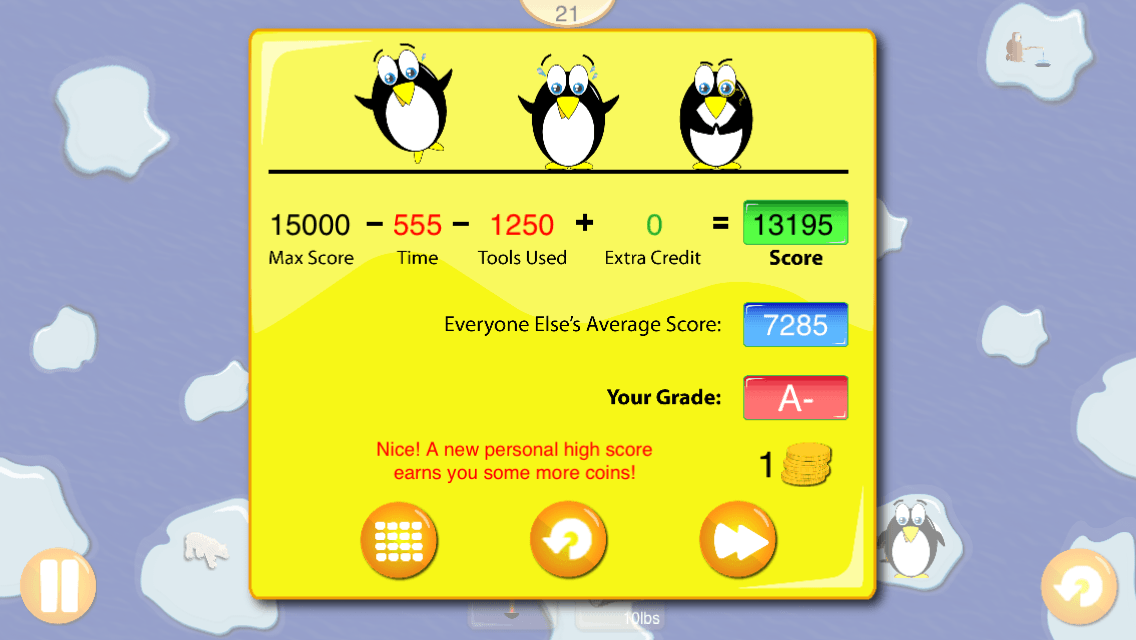 21
15000 – 555 – 1250 + 0 = 13195
Max Score Time Tools Used Extra Credit Score
Everyone Else's Average Score: 7285
Your Grade: A-
Nice! A new personal high score
earns you some more coins!
1
10lbs